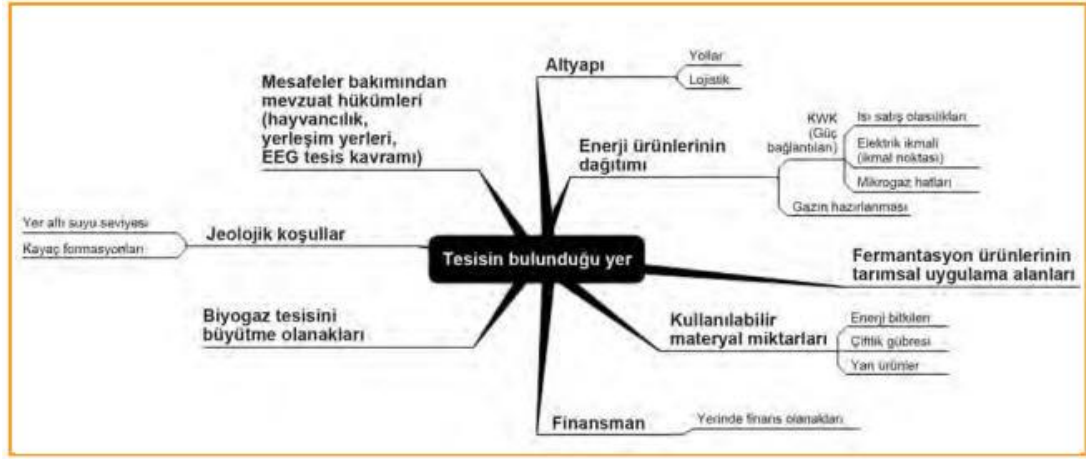 Altyapı
Yollar
Lojistik
Mesafeler bakımından
mevzuat hükümleri
(hayvancılık,
yerleşim yerleri,
EEG tesis kavramı)
Enerji ürünlerinin
dağıtımı
KWK
(Güç
bağlantıları)
Isı satış olasılıkları
Elektrik ikmali
(ikmal noktası)
Mikrogaz hatları
Gazın hazırlanması
Yer altı suyu seviyesi
Kayaç formasyonları
Jeolojik koşullar
Tesisin bulunduğu yer
Fermantasyon ürünlerinin
tarımsal uygulama alanları
Biyogaz tesisini
büyütme olanakları
Kullanılabilir
materyal miktarları
Enerji bitkileri
Çiftlik gübresi
Yan ürünler
Finansman
Yerinde finans olanakları